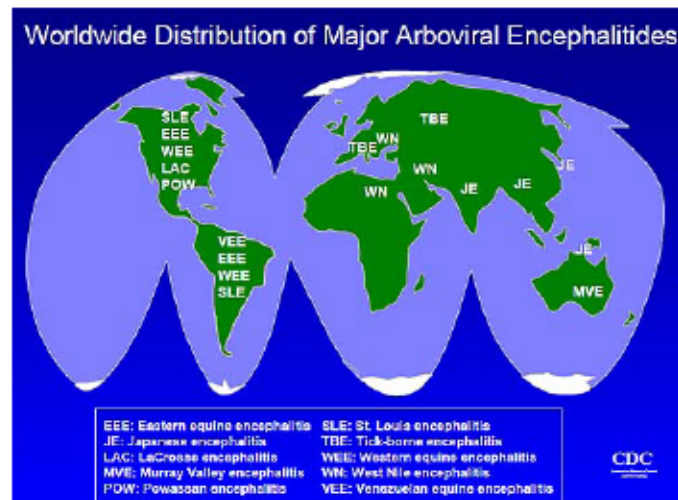 Worldwide Distribution of Major Arboviral Encephalitides
SLE
EEE
WEE
LAC
POW
VEE
EEE
WEE
SLE
TBE
WN
TBE
WN
WN
JE
JE
JE
JE
MVE
EEE: Eastern equine encephalitis
JE: Japanese encephalitis
LAC: LaCrosse encephalitis
MVE: Murray Valley encephalitis
POW: Powassan encephalitis
SLE: St. Louis encephalitis
TBE: Tick-borne encephalitis
WEE: Western equine encephalitis
WN: West Nile encephalitis
VEE: Venezuelan equine encephalitis
CDC